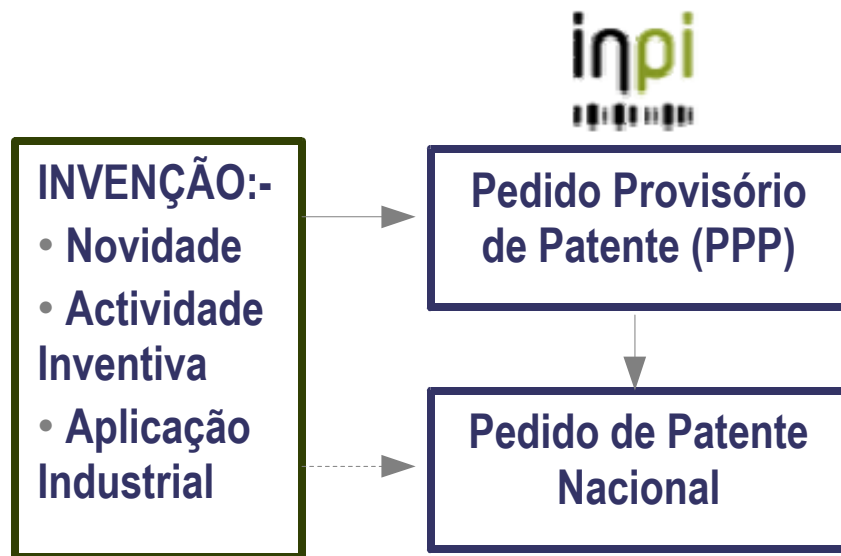 inpi
INVENÇÃO:-
• Novidade
• Actividade
Inventiva
• Aplicação
Industrial
Pedido Provisório
de Patente (PPP)
Pedido de Patente
Nacional